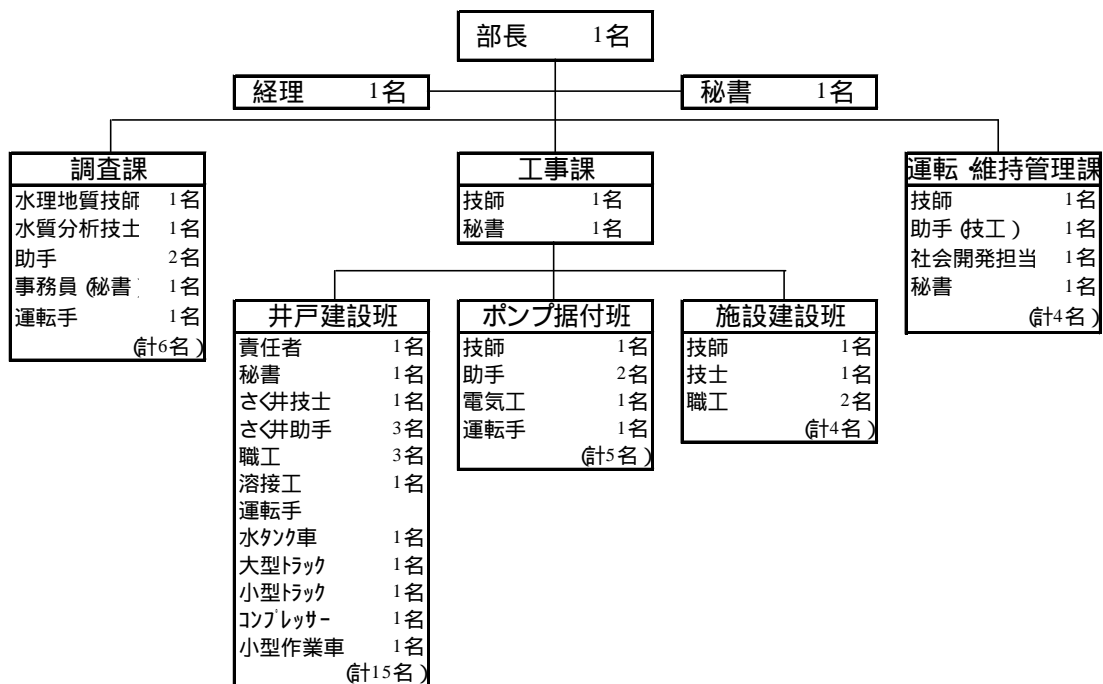 部長 1名
経理 1名
秘書 1名
調査課
水理地質技師 1名
水質分析技士 1名
助手 2名
事務員（秘書） 1名
運転手 1名
(計6名)
工事課
技師 1名
秘書 1名
運転・維持管理課
技師 1名
助手（技工） 1名
社会開発担当 1名
秘書 1名
(計4名)
井戸建設班
責任者 1名
秘書 1名
さく井技士 1名
さく井助手 3名
職工 3名
溶接工 1名
運転手
水ﾀﾝｸ車 1名
大型ﾄﾗｯｸ 1名
小型ﾄﾗｯｸ 1名
ｺﾝﾌﾟﾚｯｻｰ 1名
小型作業車 1名
(計15名)
ポンプ据付班
技師 1名
助手 2名
電気工 1名
運転手 1名
(計5名)
施設建設班
技師 1名
技士 1名
職工 2名
(計4名)